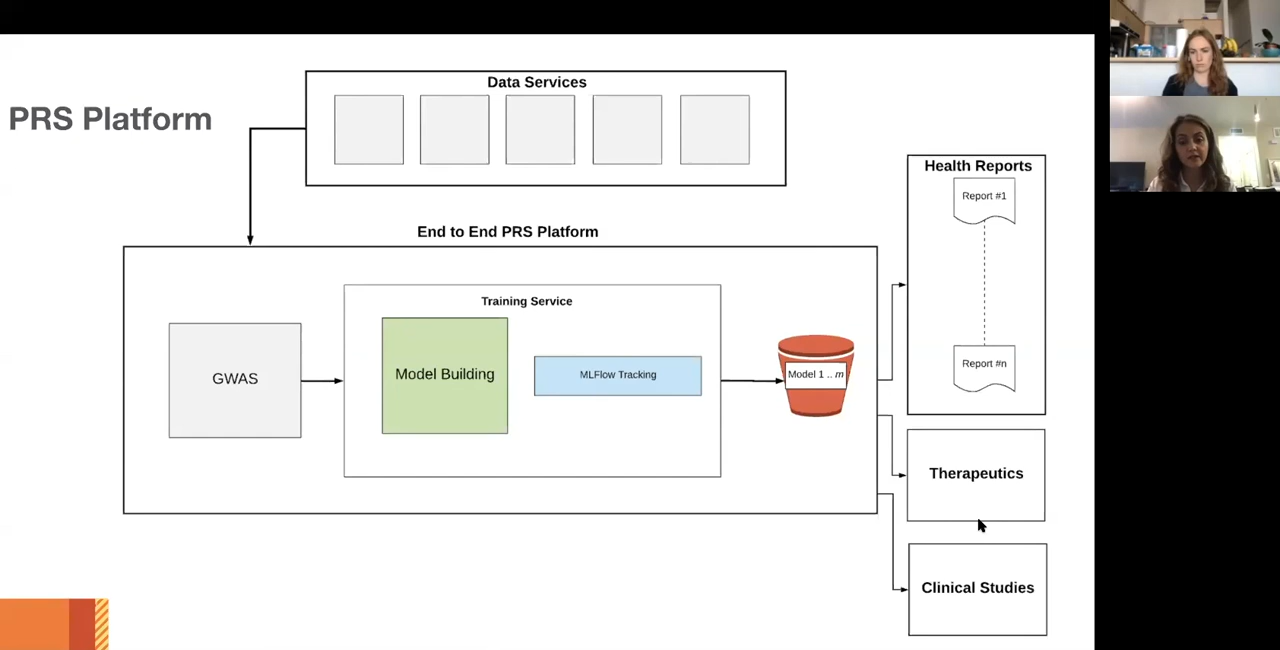 PRS Platform
Data Services
End to End PRS Platform
GWAS
Training Service
Model Building
MLFlow Tracking
Model 1 .. m
Health Reports
Report #1
Report #n
Therapeutics
Clinical Studies